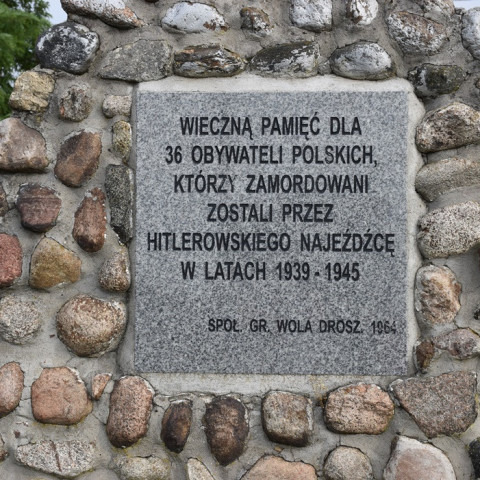 WIECZNĄ PAMIĘĆ DLA
36 OBYWATELI POLSKICH,
KTÓRZY ZAMORDOWANI
ZOSTALI PRZEZ
HITLEROWSKIEGO NAJEŹDŹCĘ
W LATACH 1939 - 1945
SPOŁ. GR. WOLA DROSZ. 1964